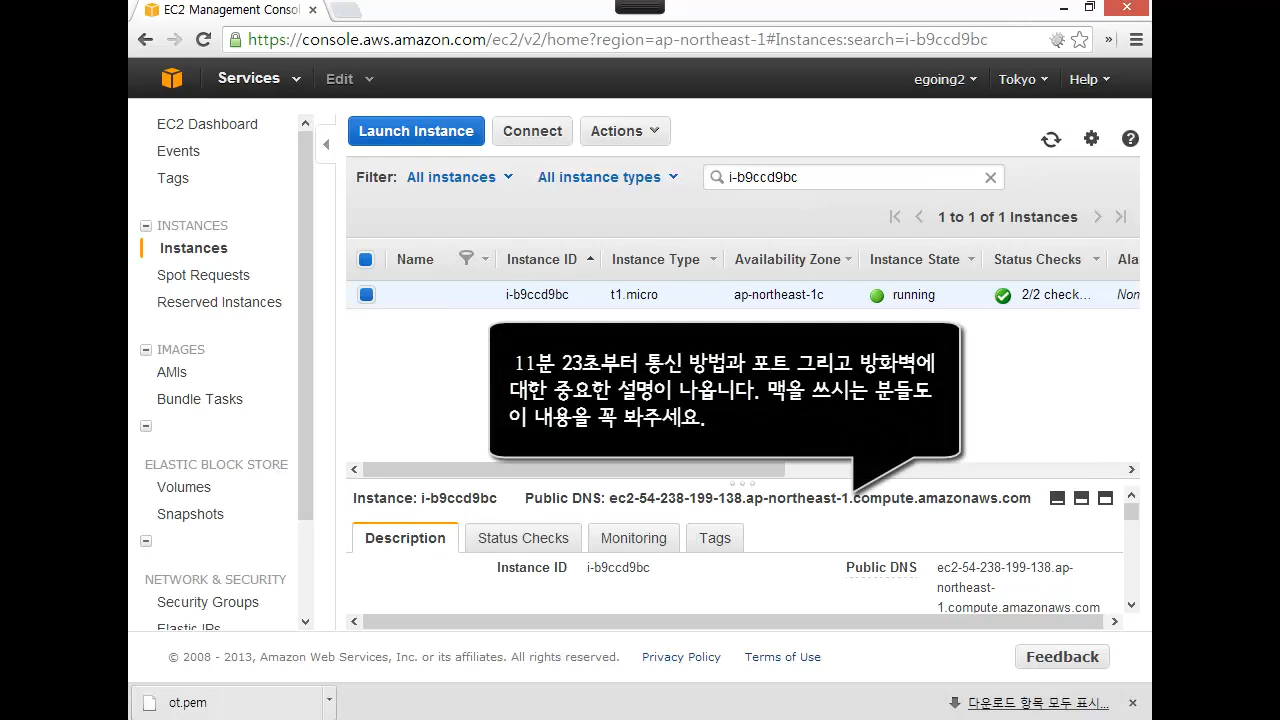 EC2 Management Consol
https://console.aws.amazon.com/ec2/v2/home?region=ap-northeast-1#Instances:search=i-b9ccd9bc
Services Edit egoing2 Tokyo Help
EC2 Dashboard
Events
Tags
INSTANCES
Instances
Spot Requests
Reserved Instances
IMAGES
AMIs
Bundle Tasks
ELASTIC BLOCK STORE
Volumes
Snapshots
NETWORK & SECURITY
Security Groups
Elastic IPs
Launch Instance Connect Actions
Filter: All instances All instance types i-b9ccd9bc
1 to 1 of 1 Instances
Name Instance ID Instance Type Availability Zone Instance State Status Checks Ala
i-b9ccd9bc t1.micro ap-northeast-1c running 2/2 check... Non
11분 23초부터 통신 방법과 포트 그리고 방화벽에
대한 중요한 설명이 나옵니다. 맥을 쓰시는 분들도
이 내용을 꼭 봐주세요.
Instance: i-b9ccd9bc Public DNS: ec2-54-238-199-138.ap-northeast-1.compute.amazonaws.com
Description Status Checks Monitoring Tags
Instance ID i-b9ccd9bc Public DNS ec2-54-238-199-138.ap-
northeast-
1.compute.amazonaws.com
© 2008 - 2013, Amazon Web Services, Inc. or its affiliates. All rights reserved. Privacy Policy Terms of Use Feedback
ot.pem 다운로드 항목 모두 표시...